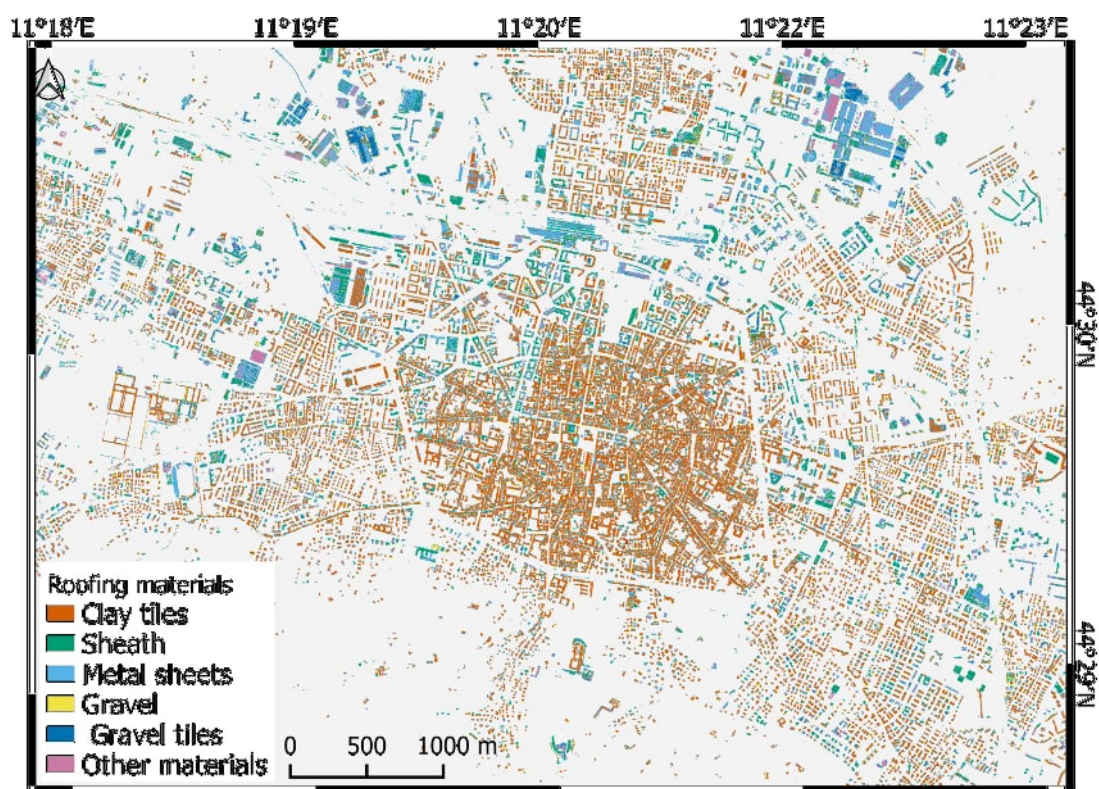 11°18′E 11°19′E 11°20′E 11°22′E 11°23′E
44°30′N
44°29′N
Roofing materials
Clay tiles
Sheath
Metal sheets
Gravel
Gravel tiles
Other materials
0 500 1000 m